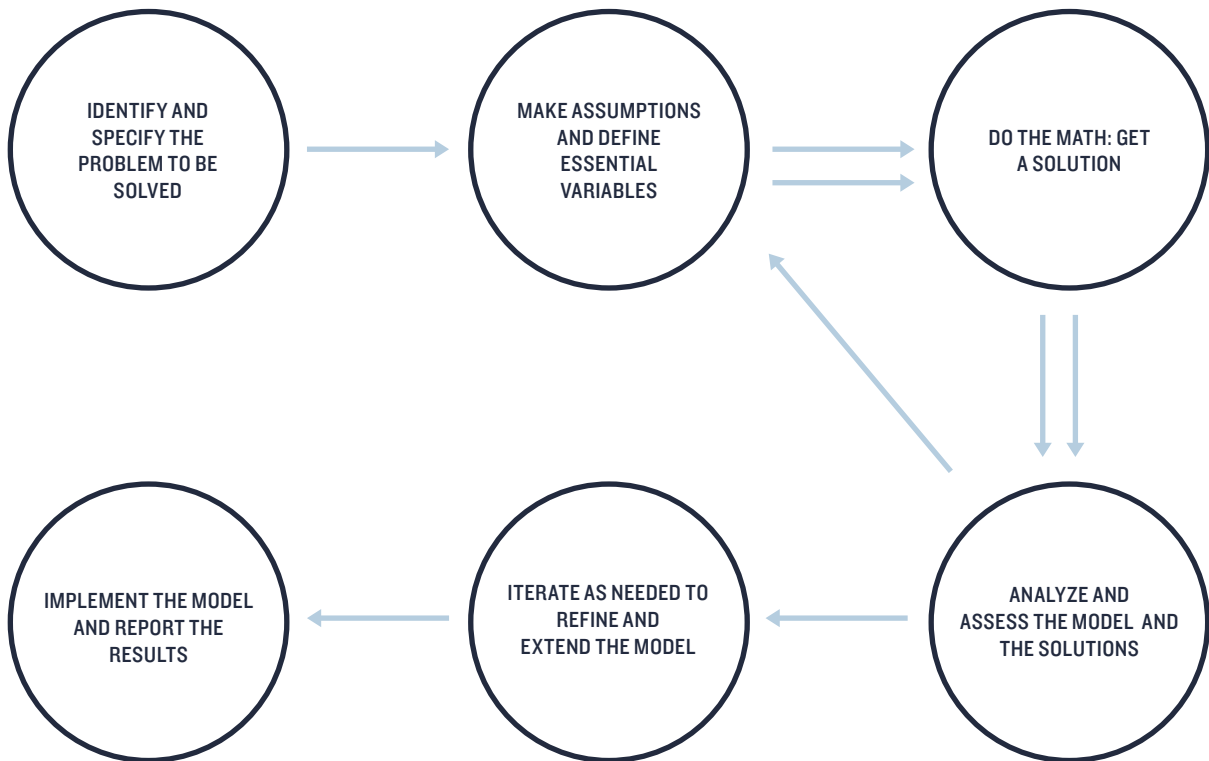 IDENTIFY AND
SPECIFY THE
PROBLEM TO BE
SOLVED
MAKE ASSUMPTIONS
AND DEFINE
ESSENTIAL
VARIABLES
DO THE MATH: GET
A SOLUTION
IMPLEMENT THE MODEL
AND REPORT THE
RESULTS
ITERATE AS NEEDED TO
REFINE AND
EXTEND THE MODEL
ANALYZE AND
ASSESS THE MODEL AND
THE SOLUTIONS